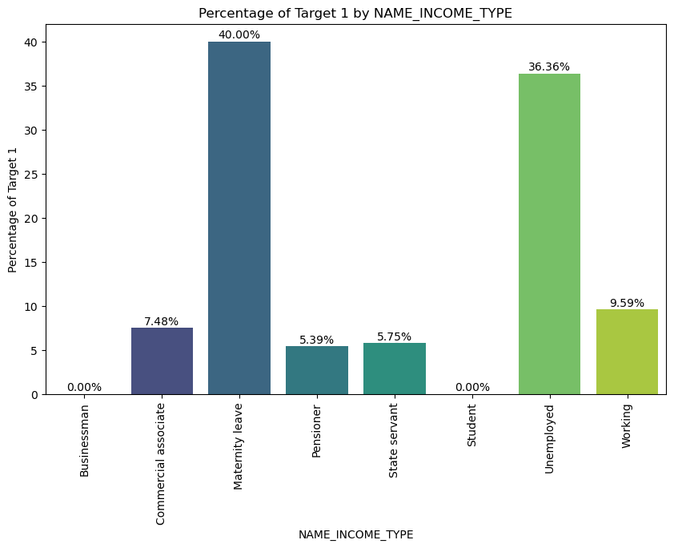 Percentage of Target 1 by NAME_INCOME_TYPE
Percentage of Target 1
40
35
30
25
20
15
10
5
0
0.00%
7.48%
40.00%
5.39%
5.75%
0.00%
36.36%
9.59%
Businessman
Commercial associate
Maternity leave
Pensioner
State servant
Student
Unemployed
Working
NAME_INCOME_TYPE